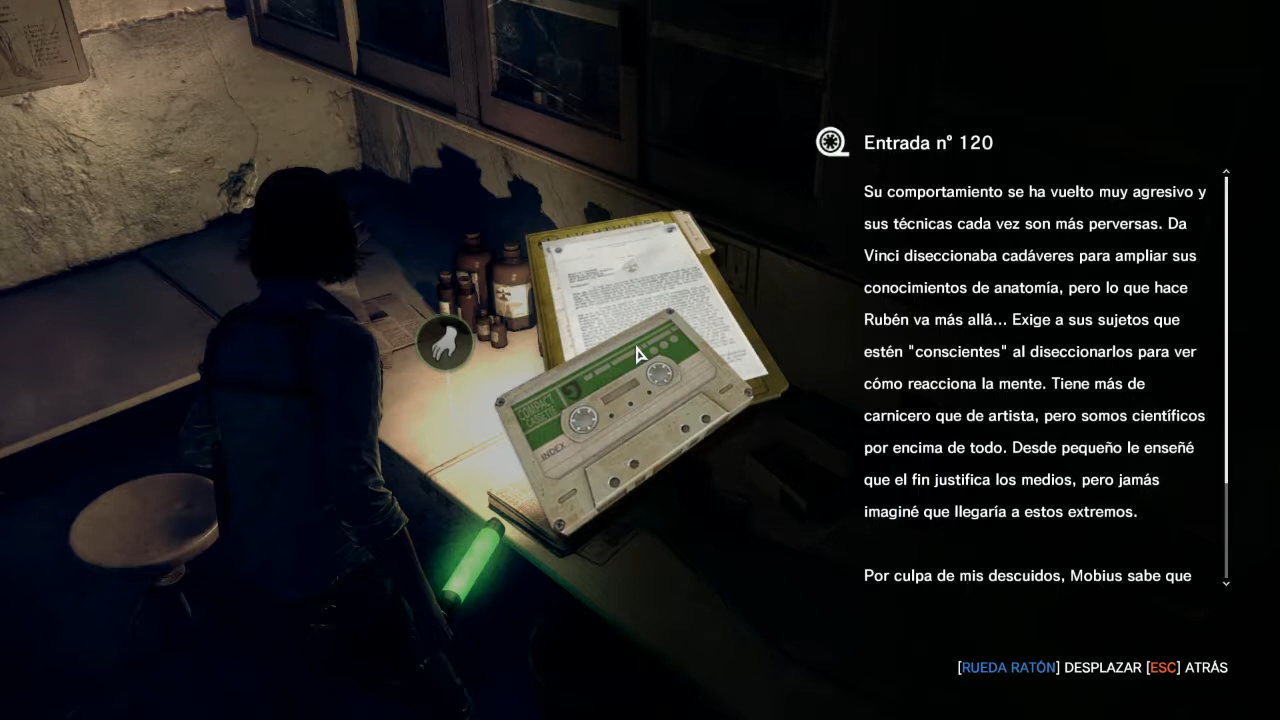 Entrada nº 120
Su comportamiento se ha vuelto muy agresivo y
sus técnicas cada vez son más perversas. Da
Vinci diseccionaba cadáveres para ampliar sus
conocimientos de anatomía, pero lo que hace
Rubén va más allá... Exige a sus sujetos que
estén "conscientes" al diseccionarlos para ver
cómo reacciona la mente. Tiene más de
carnicero que de artista, pero somos científicos
por encima de todo. Desde pequeño le enseñé
que el fin justifica los medios, pero jamás
imaginé que llegaría a estos extremos.
Por culpa de mis descuidos, Mobius sabe que
COMPACT
CASSETTE
INDEX
[RUEDA RATÓN] DESPLAZAR [ESC] ATRÁS